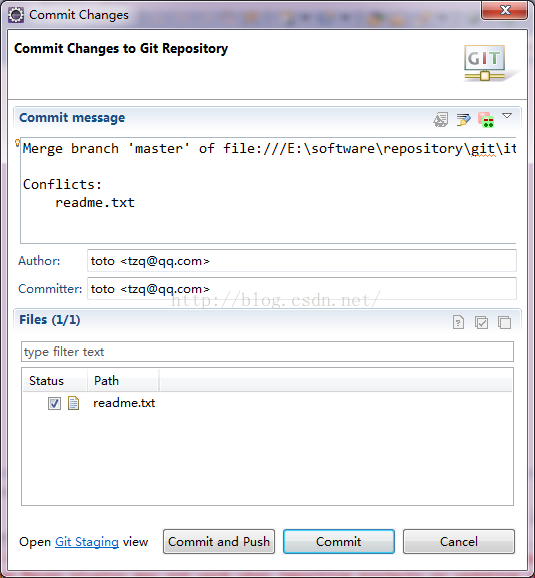 Commit Changes
Commit Changes to Git Repository
GIT
Commit message
Merge branch 'master' of file:///E:\software\repository\git\it
Conflicts:
readme.txt
Author: toto <tzq@qq.com>
Committer: toto <tzq@qq.com>
http://blog.csdn.net/
Files (1/1)
type filter text
Status Path
readme.txt
Open Git Staging view Commit and Push Commit Cancel